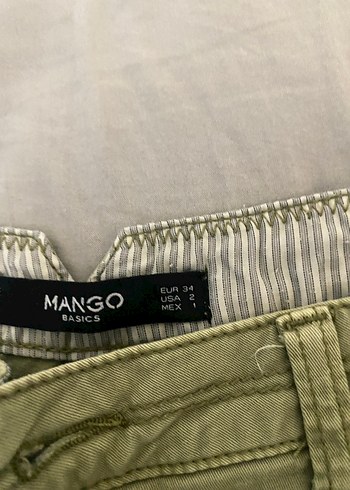 MANGO
BASICS
EUR 34
USA 2
MEX 1